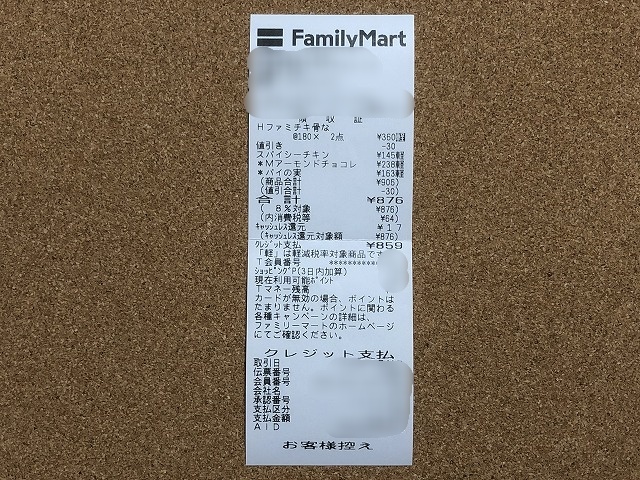 FamilyMart
領 収 証
Hファミチキ骨な
@180× 2点 ¥360軽
値引き -30
スパイシーチキン ¥145軽
*Mアーモンドチョコレ ¥238軽
*パイの実 ¥163軽
(商品合計 ¥906)
(値引合計 -30)
合 計 ¥876
( 8%対象 ¥876)
(内消費税等 ¥64)
キャッシュレス還元 ¥17
(キャッシュレス還元対象額 ¥876)
クレジット支払 ¥859
「軽」は軽減税率対象商品です
T会員番号 **********
ショッピングP(3日内加算)
現在利用可能ポイント
Tマネー残高
カードが無効の場合、ポイントは
たまりません。ポイントに関わる
各種キャンペーンの詳細は、
ファミリーマートのホームページ
にてご確認ください。
クレジット支払
取引日
伝票番号
会員番号
会社名
承認番号
支払区分
支払金額
AID
お客様控え